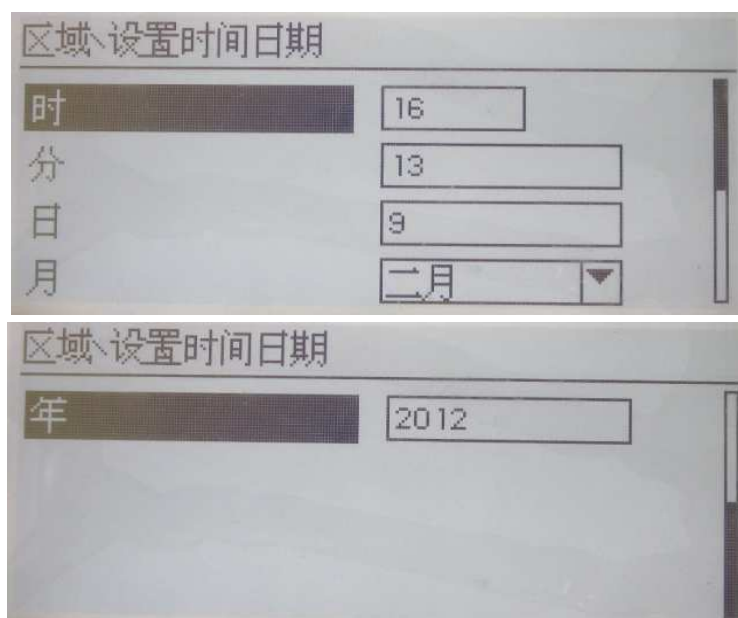 区域、设置时间日期
时 16
分 13
日 9
月 二月
区域、设置时间日期
年 2012